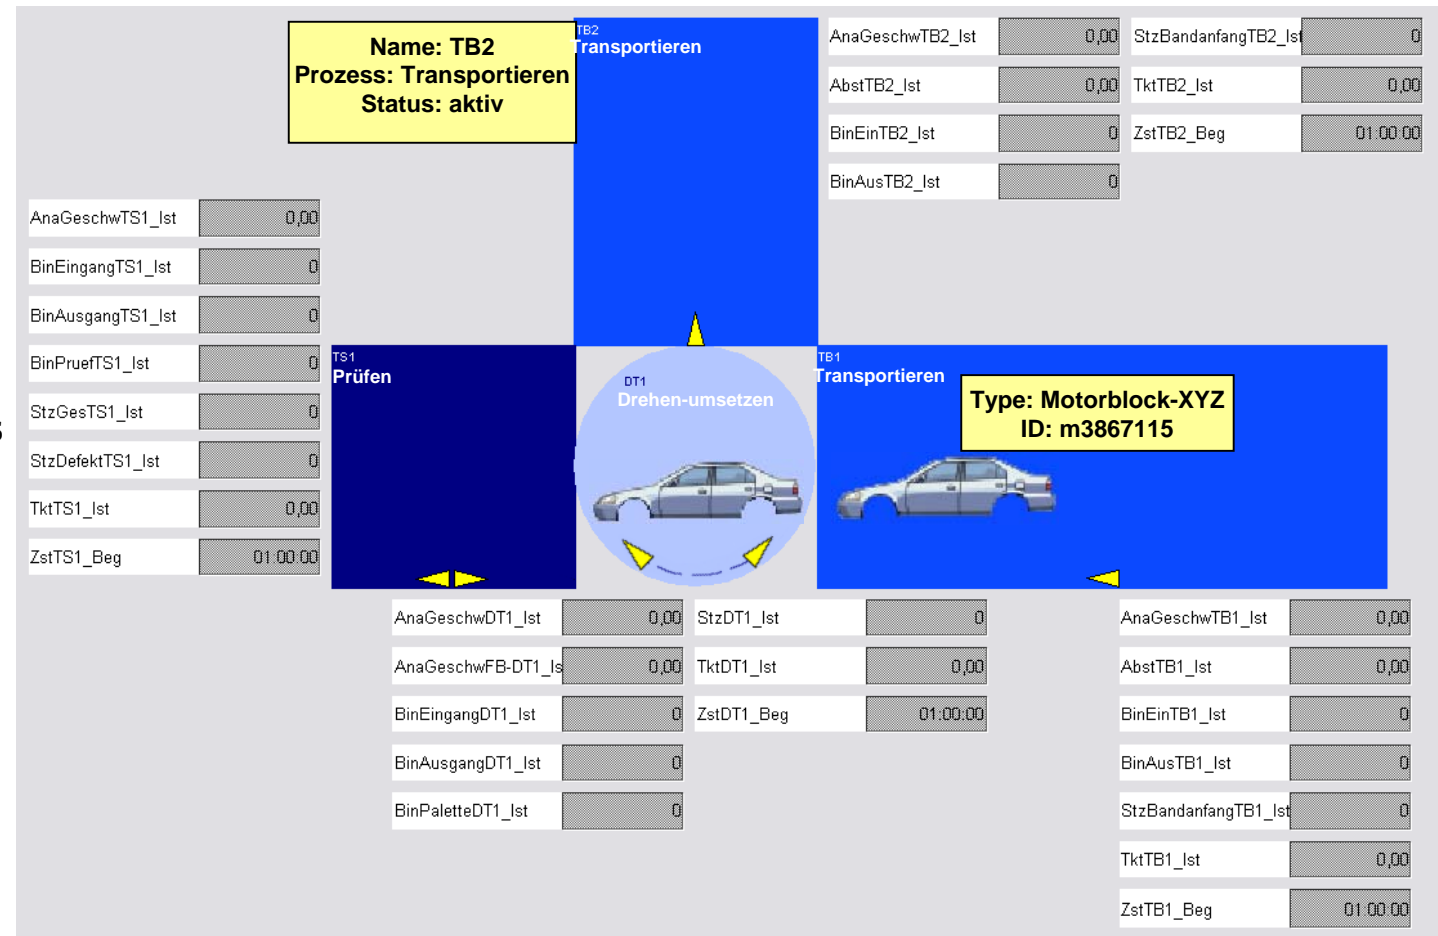 Name: TB2
Prozess: Transportieren
Status: aktiv
TB2
Transportieren
AnaGeschwTB2_Ist 0,00 StzBandanfangTB2_Ist 0
AbstTB2_Ist 0,00 TktTB2_Ist 0,00
BinEinTB2_Ist 0 ZstTB2_Beg 01:00:00
BinAusTB2_Ist 0
AnaGeschwTS1_Ist 0,00
BinEingangTS1_Ist 0
BinAusgangTS1_Ist 0
BinPruefTS1_Ist 0
StzGesTS1_Ist 0
StzDefektTS1_Ist 0
TktTS1_Ist 0,00
ZstTS1_Beg 01:00:00
TS1
Prüfen
DT1
Drehen-umsetzen
TB1
Transportieren
Type: Motorblock-XYZ
ID: m3867115
AnaGeschwDT1_Ist 0,00 StzDT1_Ist 0
AnaGeschwFB-DT1_Is 0,00 TktDT1_Ist 0,00
BinEingangDT1_Ist 0 ZstDT1_Beg 01:00:00
BinAusgangDT1_Ist 0
BinPaletteDT1_Ist 0
AnaGeschwTB1_Ist 0,00
AbstTB1_Ist 0,00
BinEinTB1_Ist 0
BinAusTB1_Ist 0
StzBandanfangTB1_Ist 0
TktTB1_Ist 0,00
ZstTB1_Beg 01:00:00